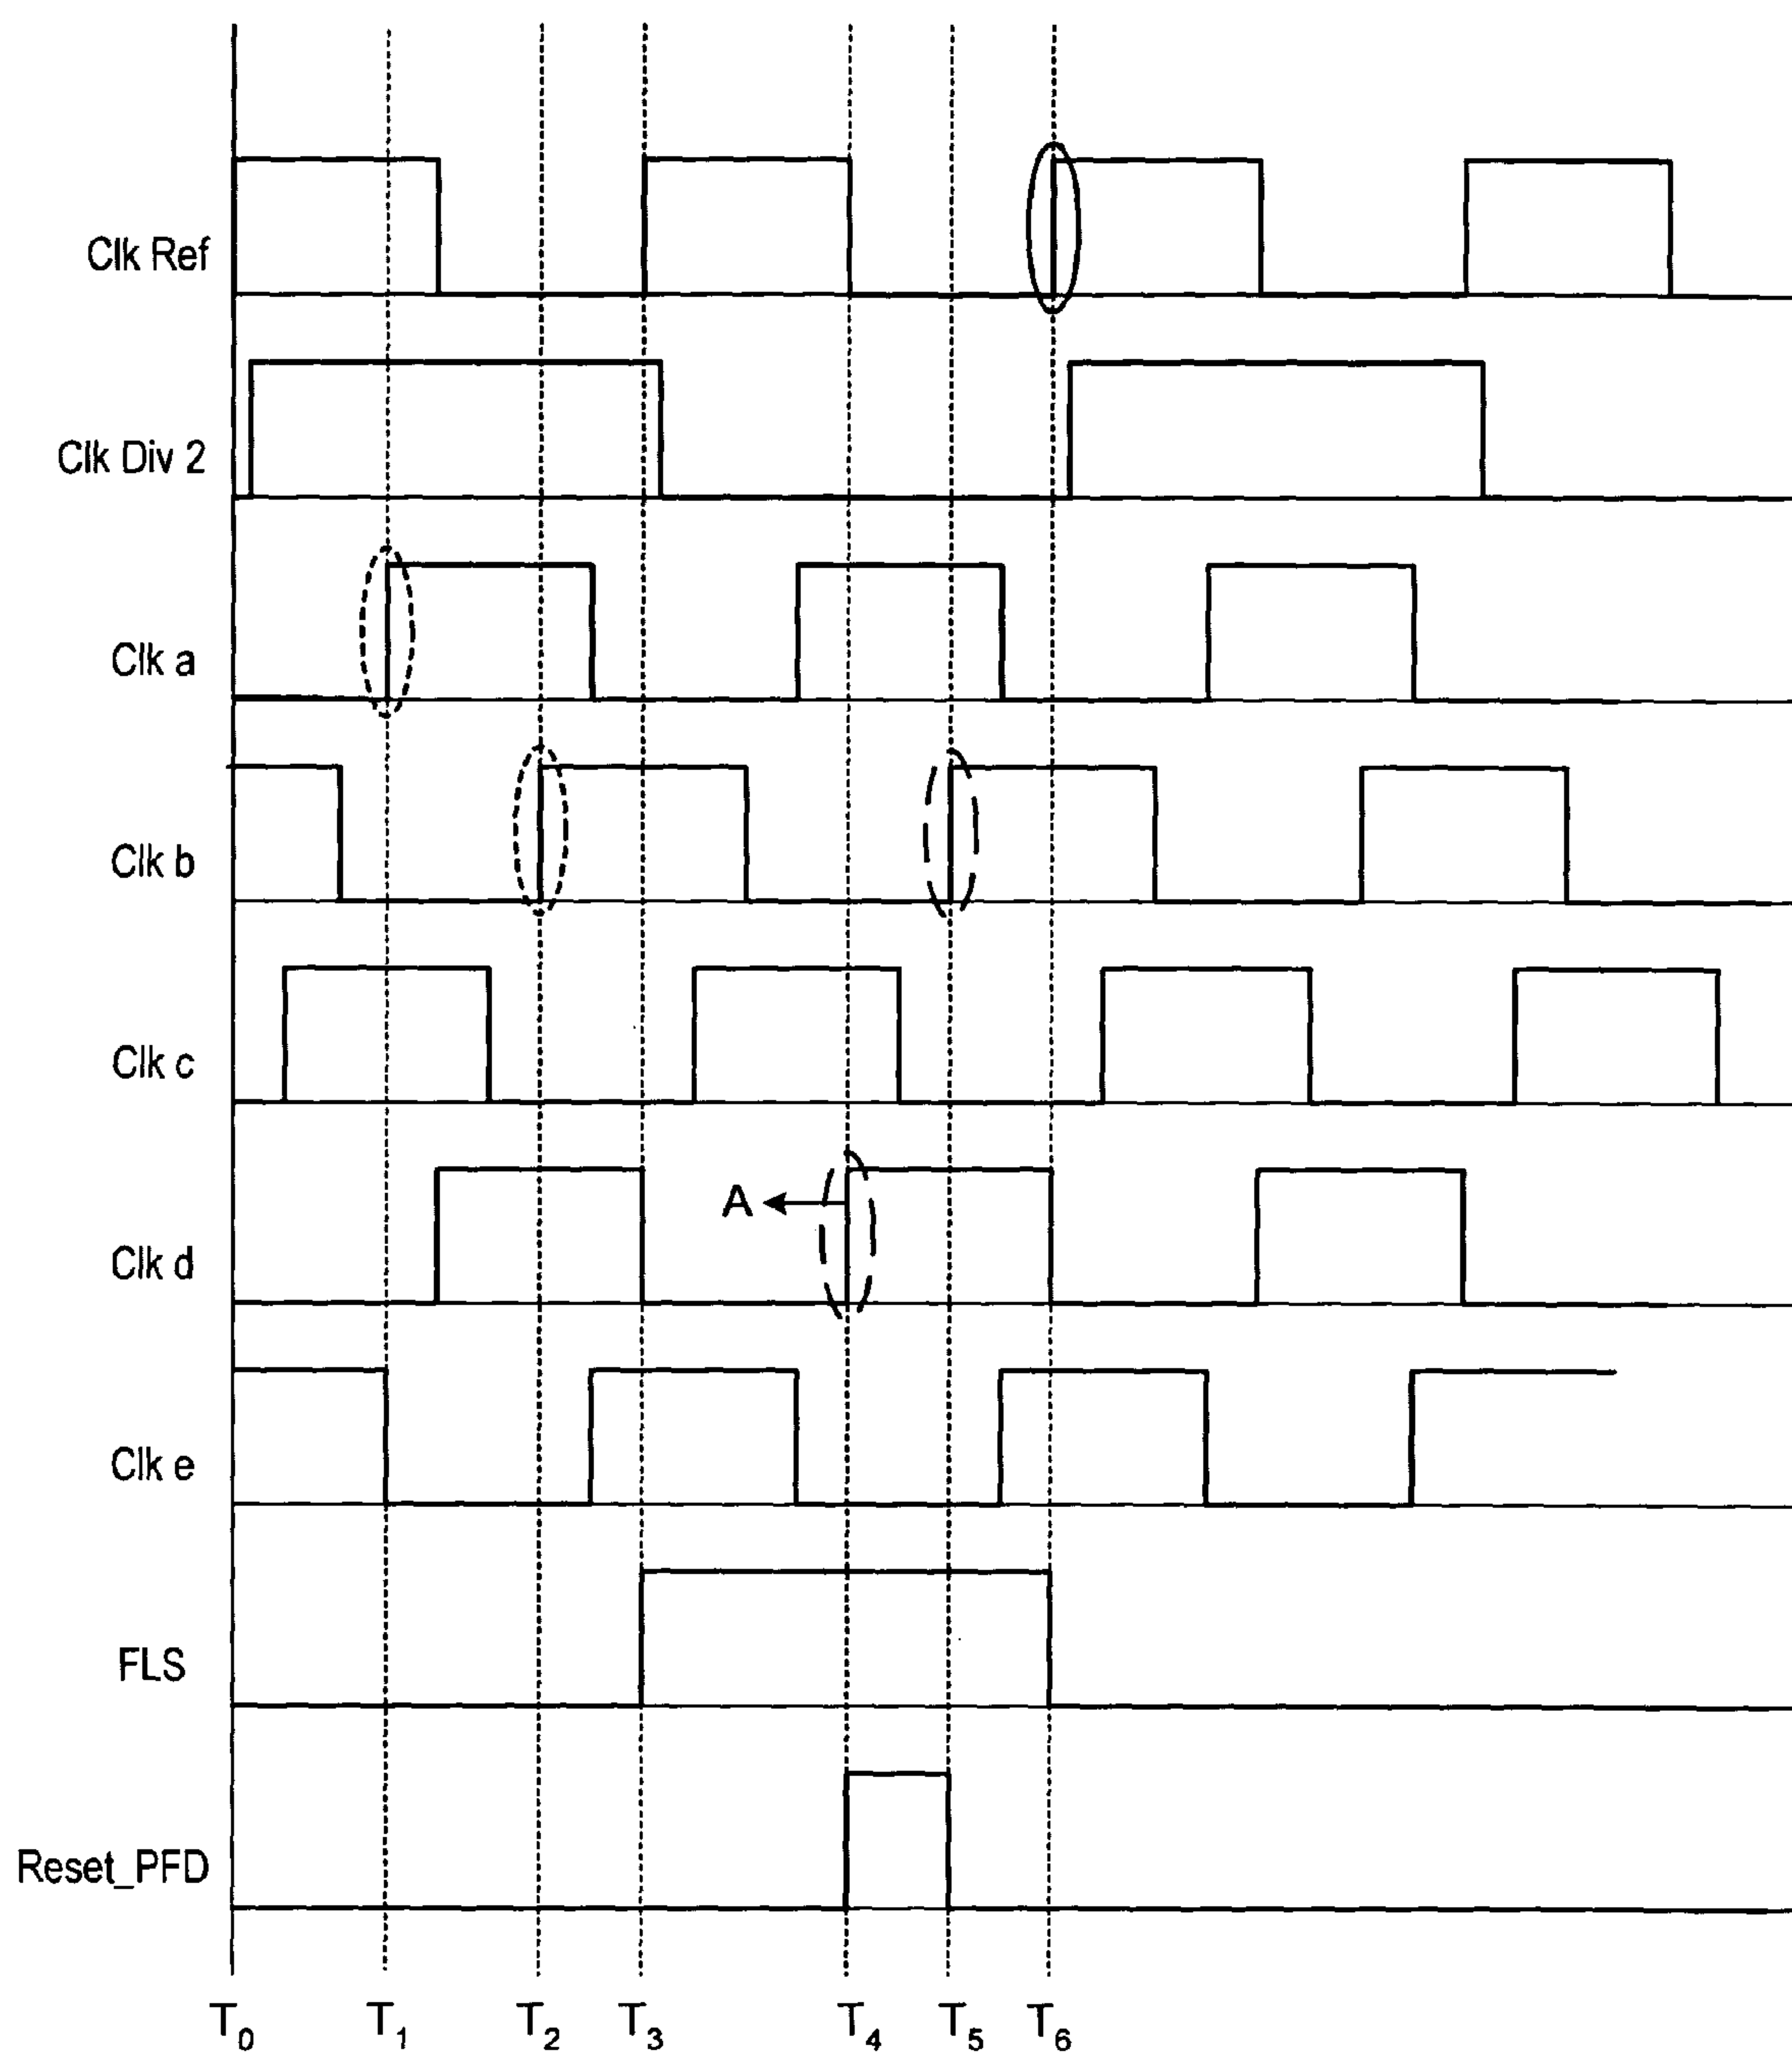 Clk Ref
Clk Div 2
Clk a
Clk b
Clk c
A
Clk d
Clk e
FLS
Reset_PFD
T0 T1 T2 T3 T4 T5 T6